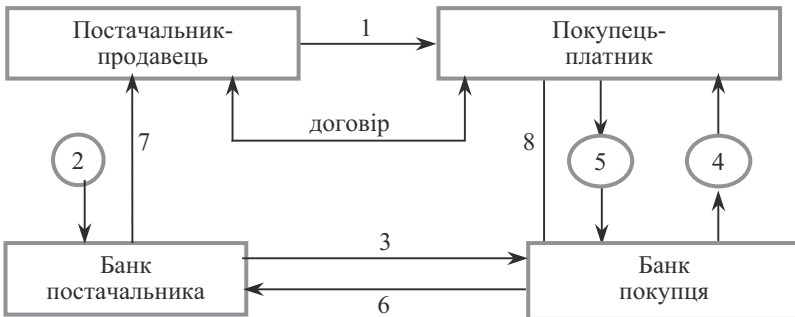 Постачальник-
продавець
1
Покупець-
платник
договір
2
7
8
5
4
Банк
постачальника
3
6
Банк
покупця